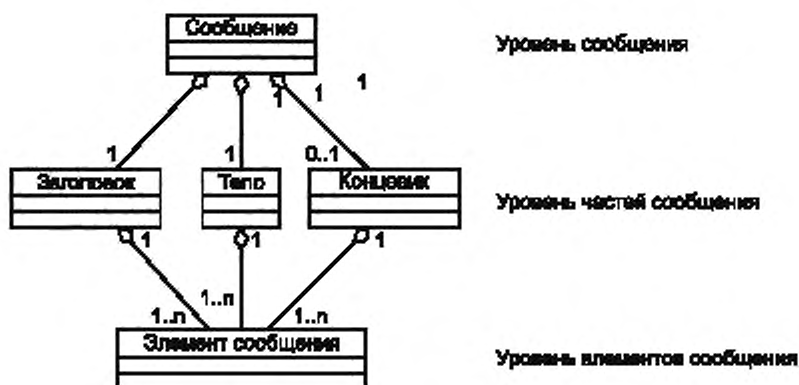 Сообщение
Уровень сообщения
1 1 1
1 1 0..1
Заголовок Тело Концевик
Уровень частей сообщения
1 1 1
1..n 1..n 1..n
Элемент сообщения
Уровень элементов сообщения